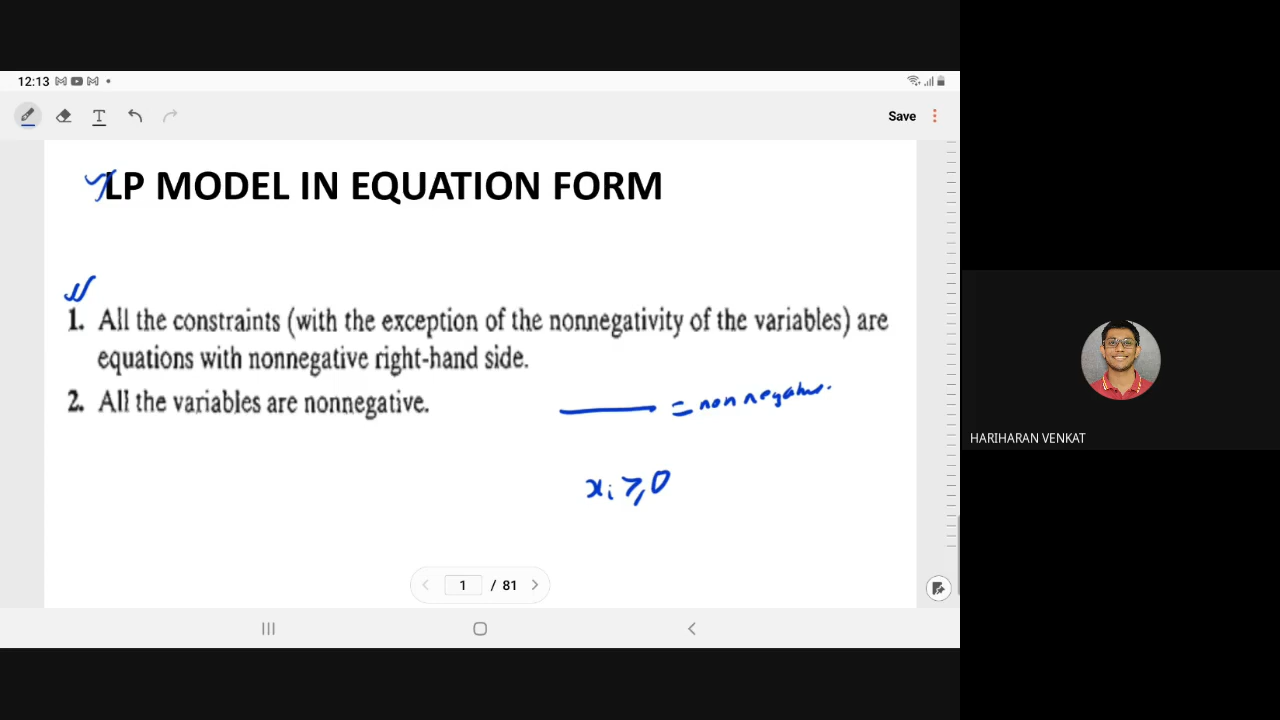 12:13
Save
LP MODEL IN EQUATION FORM
1. All the constraints (with the exception of the nonnegativity of the variables) are
equations with nonnegative right-hand side.
2. All the variables are nonnegative.
= non negative.
xi ≥ 0
1 / 81
HARIHARAN VENKAT